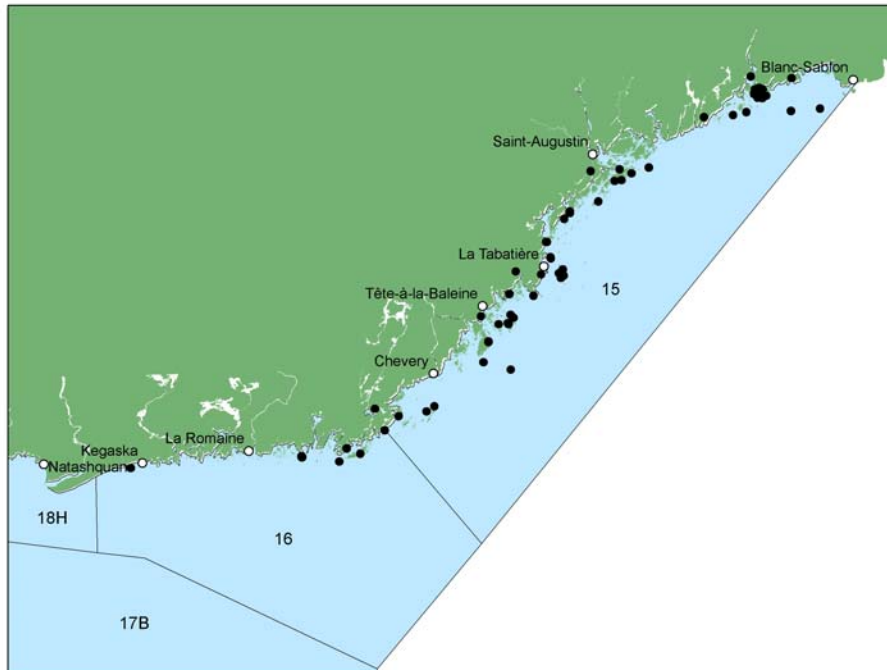 Blanc-Sablon
Saint-Augustin
La Tabatière
15
Tête-à-la-Baleine
Chevery
La Romaine
Kegaska
Natashquan
18H
16
17B